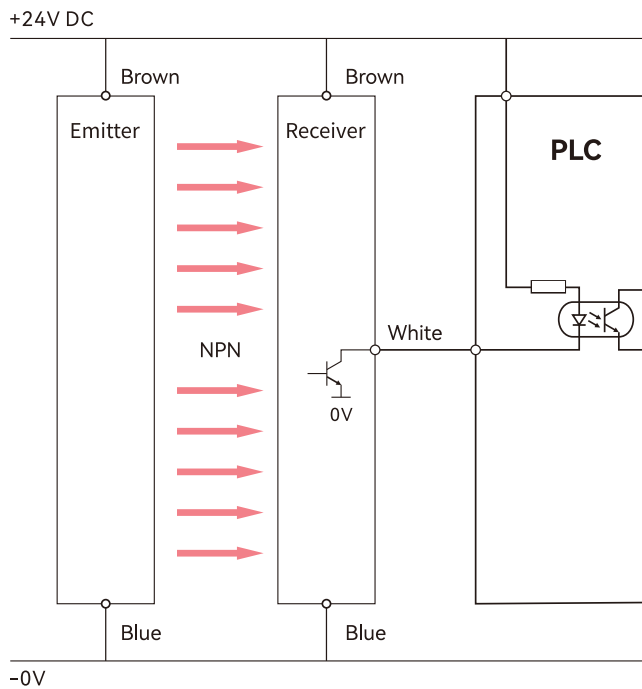 +24V DC
Brown
Brown
Emitter
Receiver
PLC
White
NPN
0V
Blue
Blue
−0V